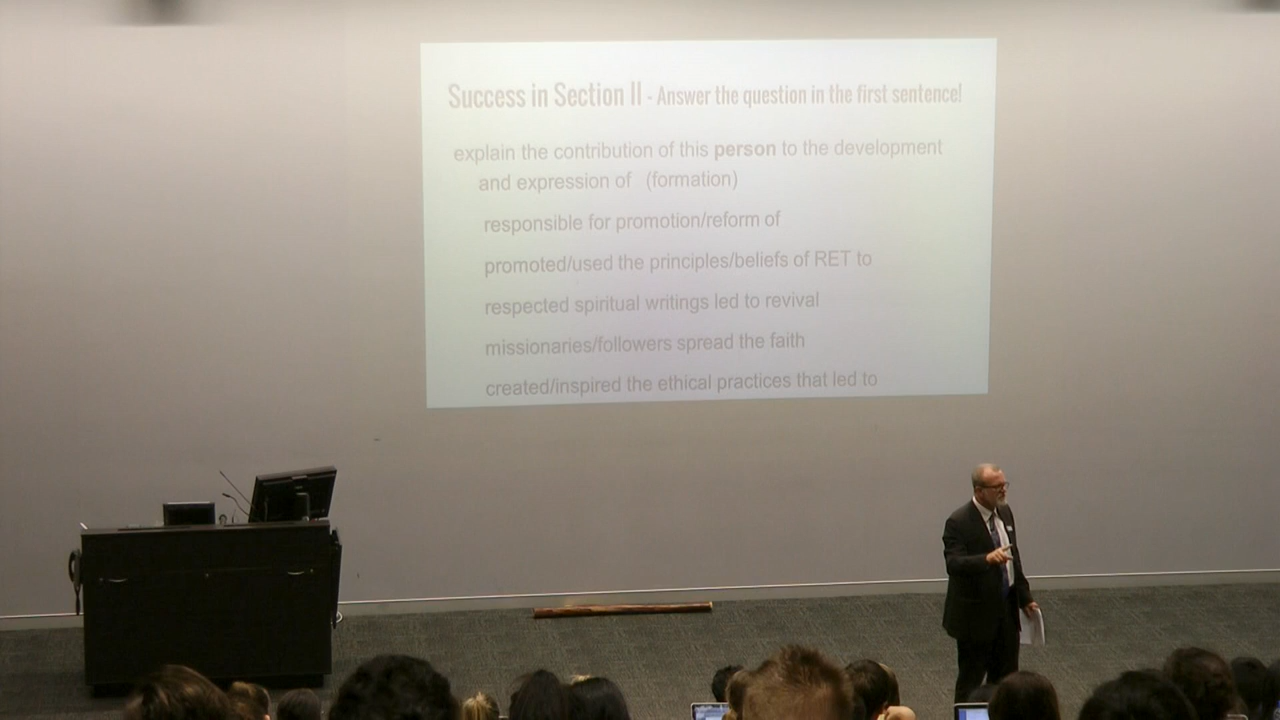 Success in Section II - Answer the question in the first sentence!
explain the contribution of this person to the development
and expression of (formation)
responsible for promotion/reform of
promoted/used the principles/beliefs of RET to
respected spiritual writings led to revival
missionaries/followers spread the faith
created/inspired the ethical practices that led to